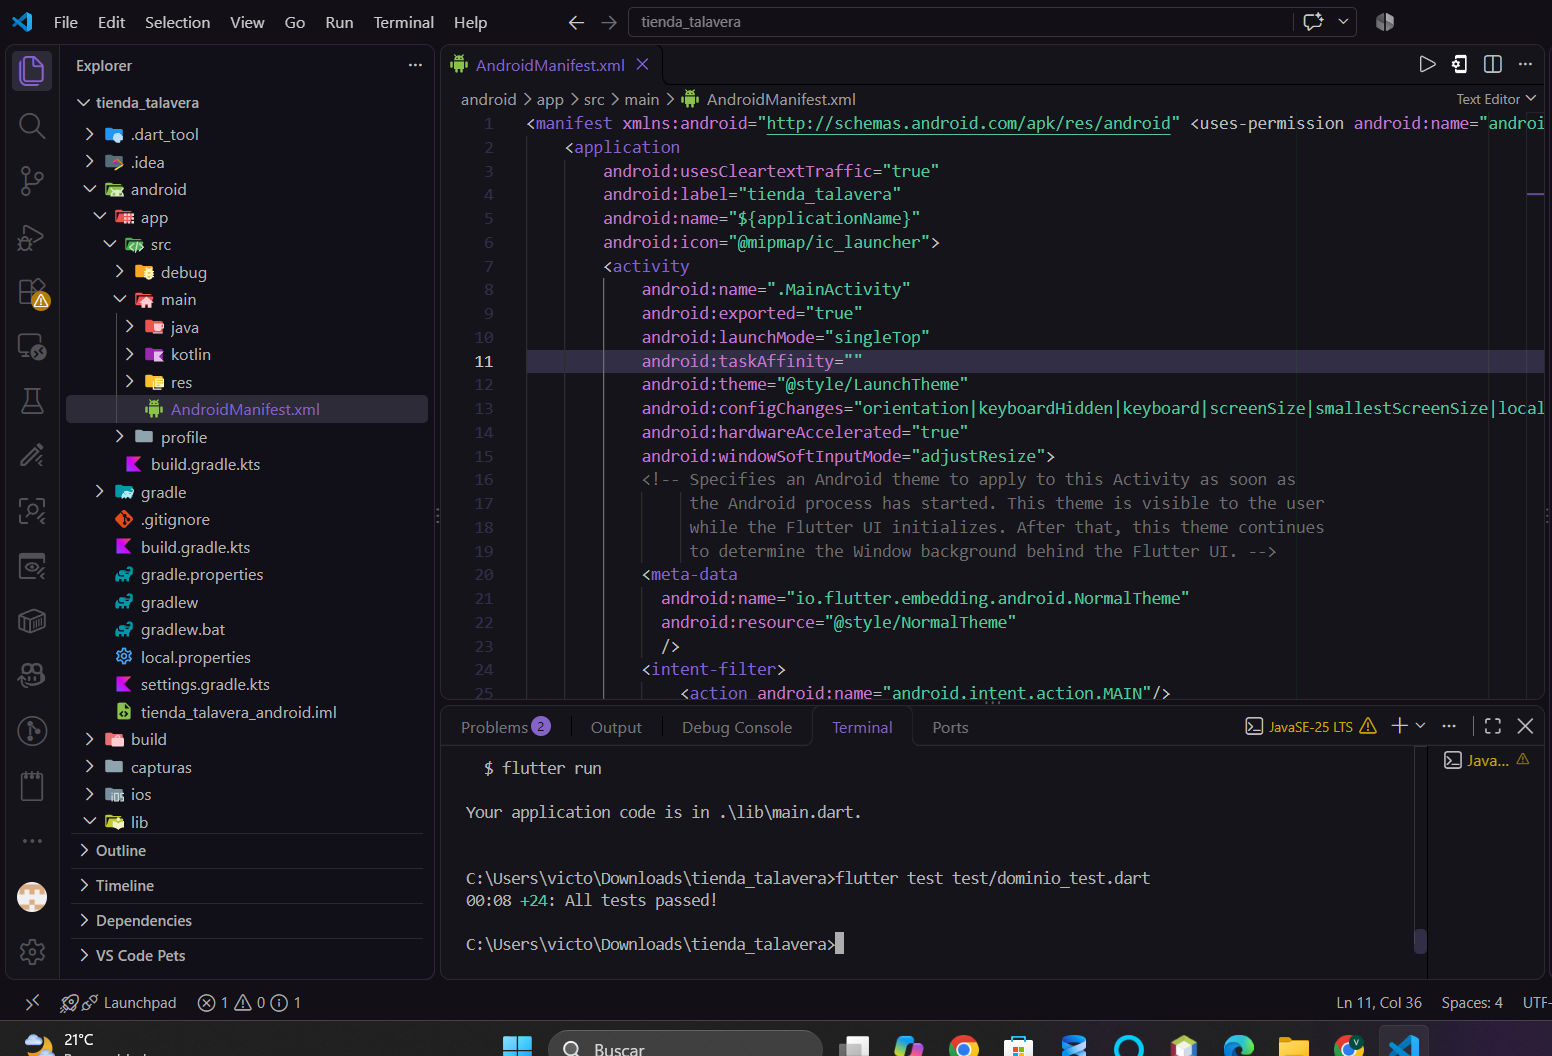 File Edit Selection View Go Run Terminal Help
tienda_talavera
Explorer
tienda_talavera
.dart_tool
.idea
android
app
src
debug
main
java
kotlin
res
AndroidManifest.xml
profile
build.gradle.kts
gradle
.gitignore
build.gradle.kts
gradle.properties
gradlew
gradlew.bat
local.properties
settings.gradle.kts
tienda_talavera_android.iml
build
capturas
ios
lib
Outline
Timeline
Dependencies
VS Code Pets
AndroidManifest.xml
android > app > src > main > AndroidManifest.xml
Text Editor
1 <manifest xmlns:android="http://schemas.android.com/apk/res/android" <uses-permission android:name="androi
2 <application
3 android:usesCleartextTraffic="true"
4 android:label="tienda_talavera"
5 android:name="${applicationName}"
6 android:icon="@mipmap/ic_launcher">
7 <activity
8 android:name=".MainActivity"
9 android:exported="true"
10 android:launchMode="singleTop"
11 android:taskAffinity=""
12 android:theme="@style/LaunchTheme"
13 android:configChanges="orientation|keyboardHidden|keyboard|screenSize|smallestScreenSize|local
14 android:hardwareAccelerated="true"
15 android:windowSoftInputMode="adjustResize">
16 <!-- Specifies an Android theme to apply to this Activity as soon as
17 the Android process has started. This theme is visible to the user
18 while the Flutter UI initializes. After that, this theme continues
19 to determine the Window background behind the Flutter UI. -->
20 <meta-data
21 android:name="io.flutter.embedding.android.NormalTheme"
22 android:resource="@style/NormalTheme"
23 />
24 <intent-filter>
25 <action android:name="android.intent.action.MAIN"/>
Problems 2 Output Debug Console Terminal Ports
JavaSE-25 LTS
Java...
$ flutter run
Your application code is in .\lib\main.dart.
C:\Users\victo\Downloads\tienda_talavera>flutter test test/dominio_test.dart
00:08 +24: All tests passed!
C:\Users\victo\Downloads\tienda_talavera>
Launchpad 1 0 1
Ln 11, Col 36 Spaces: 4 UTF-
21°C
Buscar